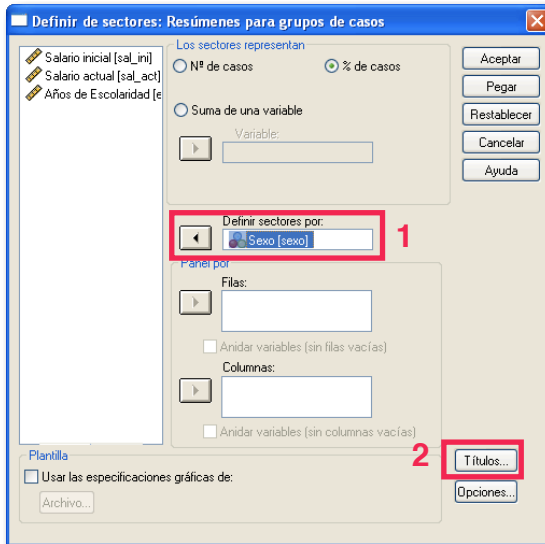 Definir de sectores: Resúmenes para grupos de casos
Salario inicial [sal_ini]
Salario actual [sal_act]
Años de Escolaridad [e
Los sectores representan
Nº de casos
% de casos
Suma de una variable
Variable:
Aceptar
Pegar
Restablecer
Cancelar
Ayuda
Definir sectores por:
Sexo [sexo]
1
Panel por
Filas:
Anidar variables (sin filas vacías)
Columnas:
Anidar variables (sin columnas vacías)
Plantilla
Usar las especificaciones gráficas de:
Archivo...
2
Títulos...
Opciones...